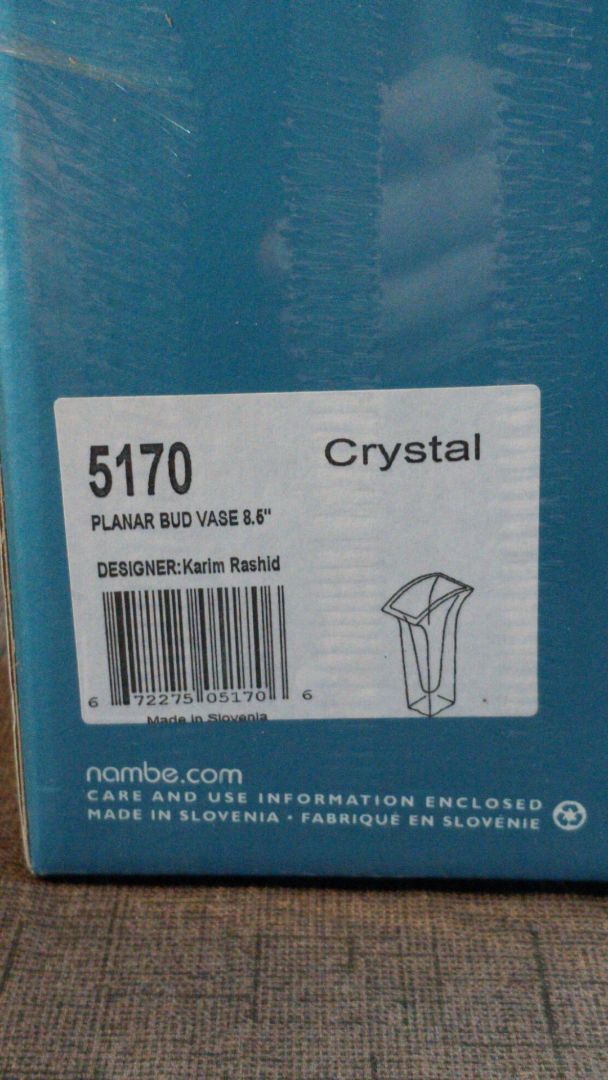 5170
Crystal
PLANAR BUD VASE 8.5"
DESIGNER:Karim Rashid
6 72275 05170 6
Made in Slovenia
nambe.com
CARE AND USE INFORMATION ENCLOSED
MADE IN SLOVENIA • FABRIQUÉ EN SLOVÉNIE